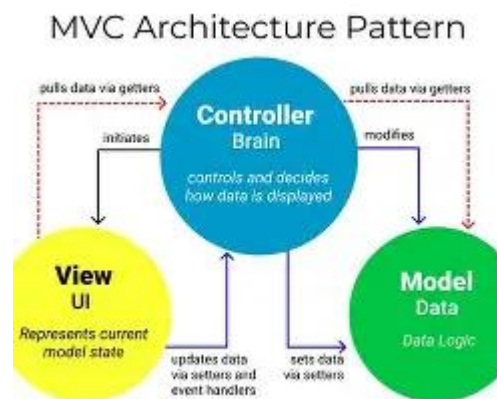 MVC Architecture Pattern
pulls data via getters
pulls data via getters
Controller
Brain
initiates
modifies
controls and decides
how data is displayed
View
UI
Represents current
model state
Model
Data
Data Logic
updates data
via setters and
event handlers
sets data
via setters